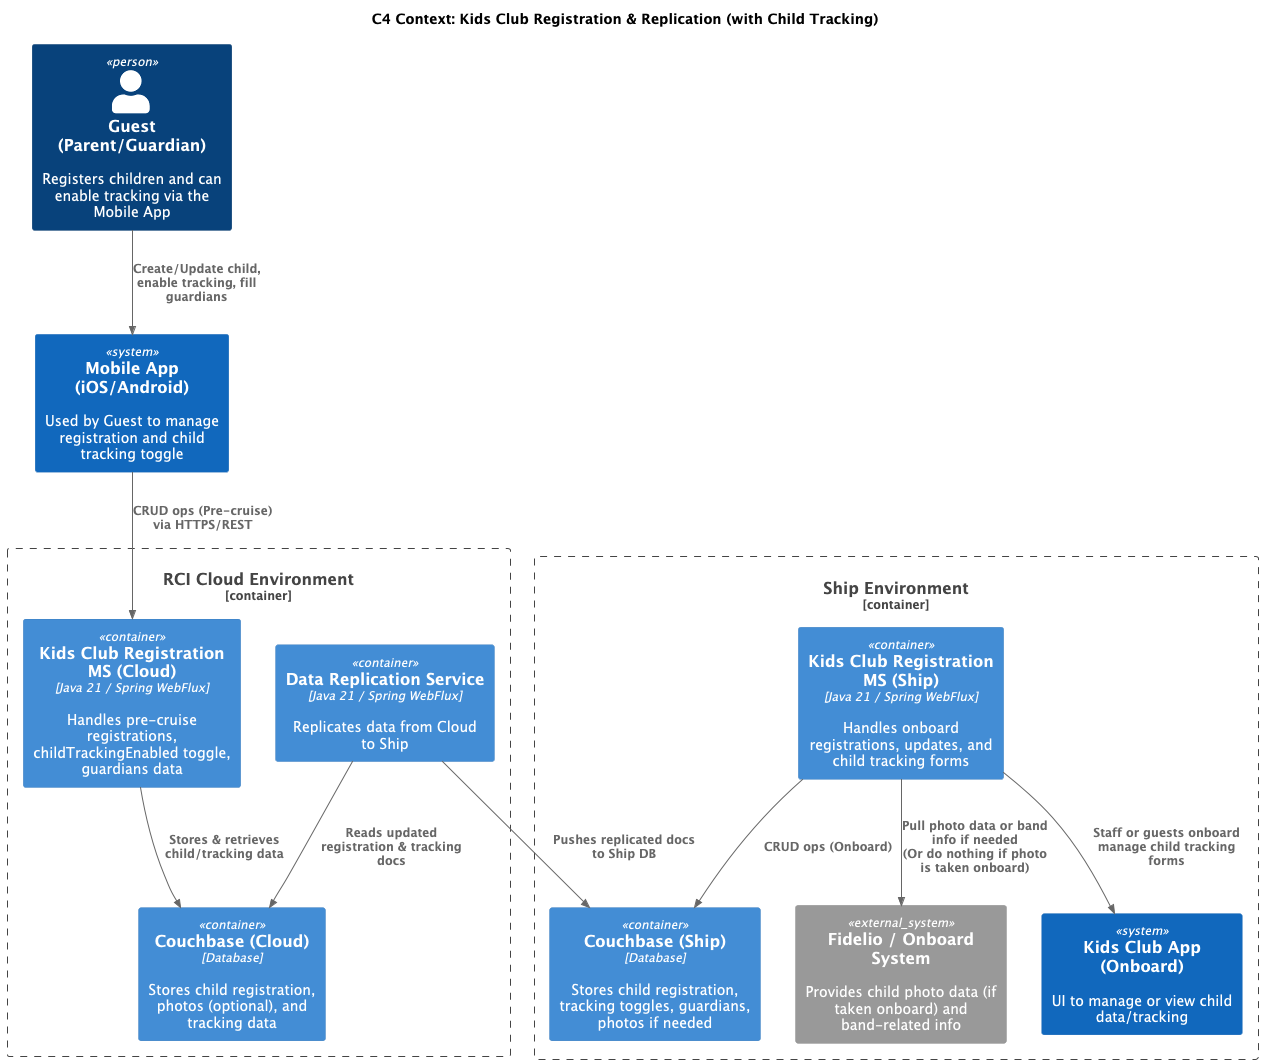 C4 Context: Kids Club Registration & Replication (with Child Tracking)
«person»
Guest
(Parent/Guardian)
Registers children and can
enable tracking via the
Mobile App
Create/Update child,
enable tracking, fill
guardians
«system»
Mobile App
(iOS/Android)
Used by Guest to manage
registration and child
tracking toggle
CRUD ops (Pre-cruise)
via HTTPS/REST
RCI Cloud Environment
[container]
«container»
Kids Club Registration
MS (Cloud)
[Java 21 / Spring WebFlux]
Handles pre-cruise
registrations,
childTrackingEnabled toggle,
guardians data
«container»
Data Replication Service
[Java 21 / Spring WebFlux]
Replicates data from Cloud
to Ship
Stores & retrieves
child/tracking data
Reads updated
registration & tracking
docs
Pushes replicated docs
to Ship DB
«container»
Couchbase (Cloud)
[Database]
Stores child registration,
photos (optional), and
tracking data
Ship Environment
[container]
«container»
Kids Club Registration
MS (Ship)
[Java 21 / Spring WebFlux]
Handles onboard
registrations, updates, and
child tracking forms
CRUD ops (Onboard)
Pull photo data or band
info if needed
(Or do nothing if photo
is taken onboard)
Staff or guests onboard
manage child tracking
forms
«container»
Couchbase (Ship)
[Database]
Stores child registration,
tracking toggles, guardians,
photos if needed
«external_system»
Fidelio / Onboard
System
Provides child photo data (if
taken onboard) and
band-related info
«system»
Kids Club App
(Onboard)
UI to manage or view child
data/tracking